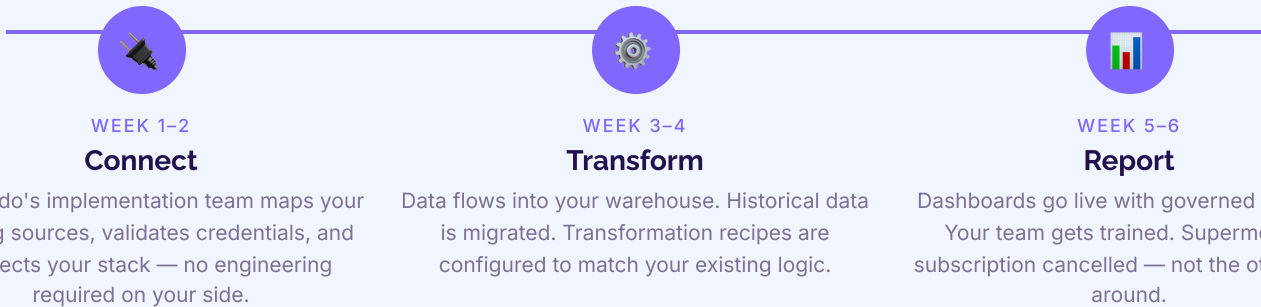 WEEK 1–2
Connect
do's implementation team maps your
sources, validates credentials, and
ects your stack — no engineering
required on your side.
WEEK 3–4
Transform
Data flows into your warehouse. Historical data
is migrated. Transformation recipes are
configured to match your existing logic.
WEEK 5–6
Report
Dashboards go live with governed
Your team gets trained. Superm
subscription cancelled — not the o
around.